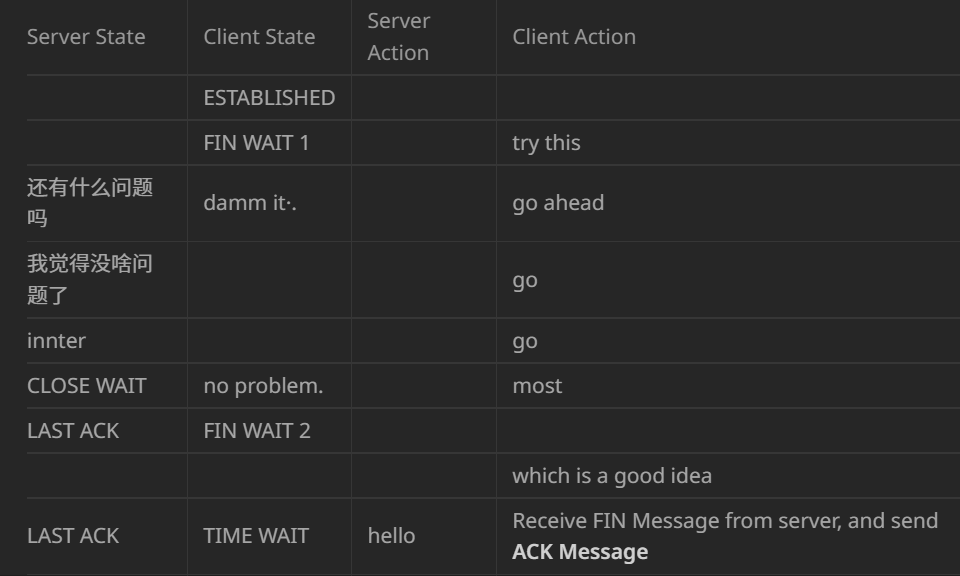 Server State Client State Server Action Client Action
ESTABLISHED
FIN WAIT 1 try this
还有什么问题
吗 damm it·. go ahead
我觉得没啥问
题了 go
innter go
CLOSE WAIT no problem. most
LAST ACK FIN WAIT 2
which is a good idea
LAST ACK TIME WAIT hello Receive FIN Message from server, and send
ACK Message